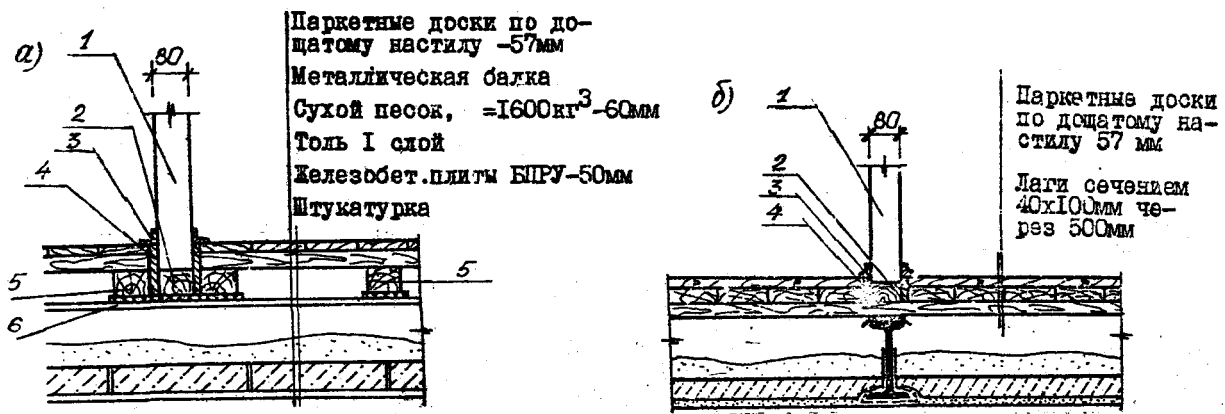 а)
1
80
2
3
4
5
6
5
Паркетные доски по до-
щатому настилу -57мм
Металлическая балка
Сухой песок, =1600кг³-60мм
Толь I слой
Железобет.плиты БПРУ-50мм
Штукатурка
б)
1
80
2
3
4
Паркетные доски
по дощатому на-
стилу 57 мм
Лаги сечением
40х100мм че-
рез 500мм